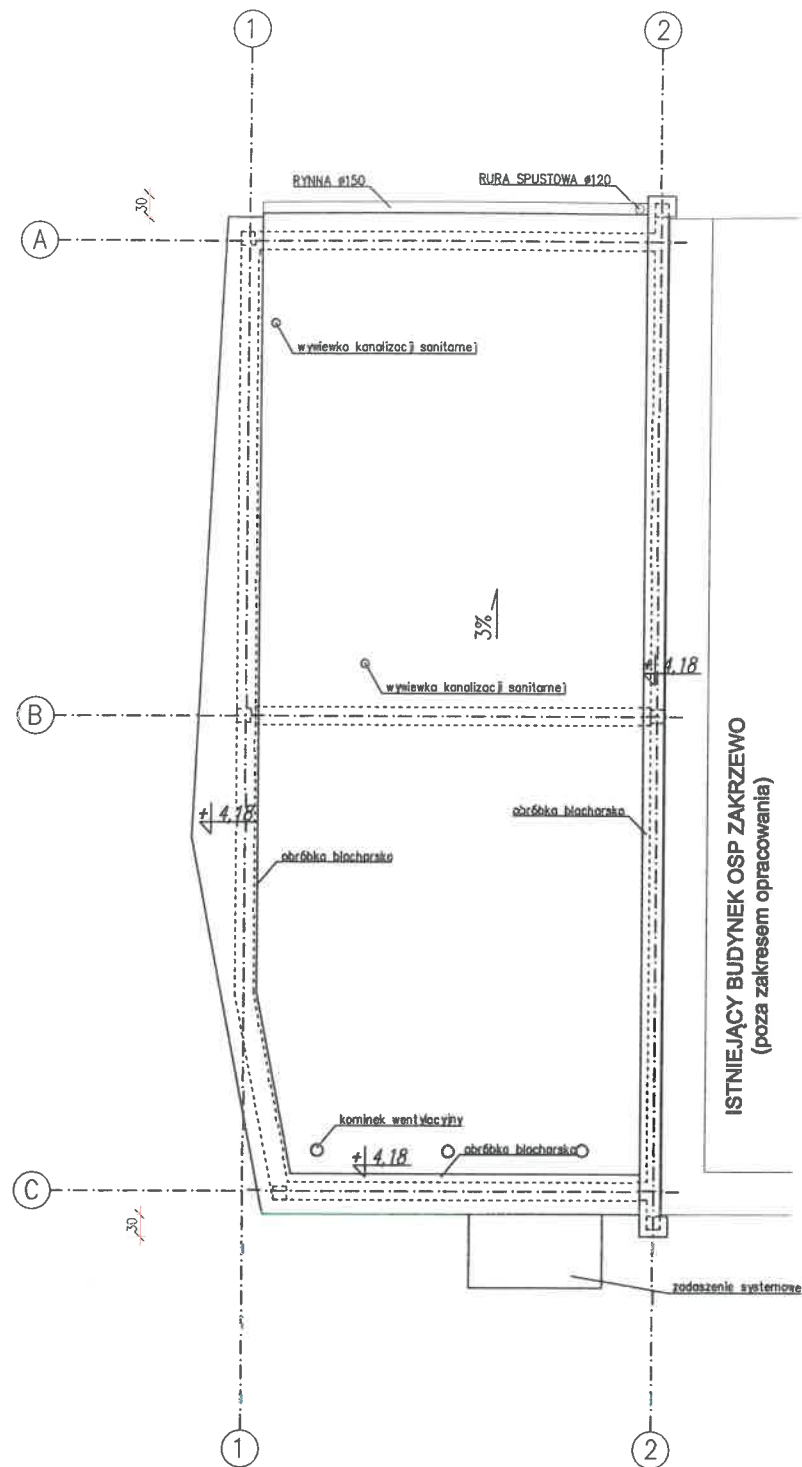 1
2
RYNNA ø150
RURA SPUSTOWA ø120
30
A
wywiewka kanalizacji sanitarnej
3%
wywiewka kanalizacji sanitarnej
+ 4,18
B
+ 4,18
obróbka blacharska
obróbka blacharska
ISTNIEJĄCY BUDYNEK OSP ZAKRZEWO
(poza zakresem opracowania)
kominek wentylacyjny
+ 4,18
obróbka blacharska
C
30
zadaszenie systemowe
1
2